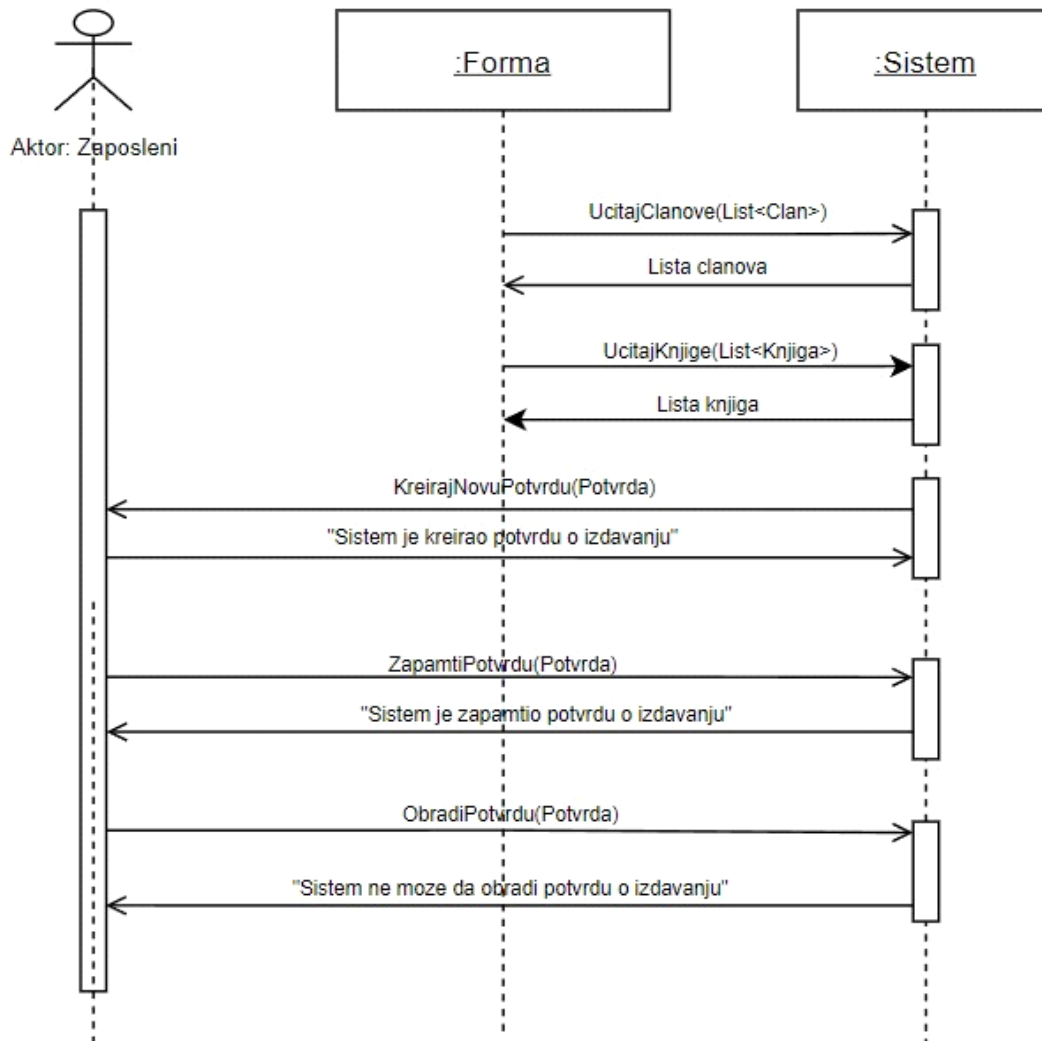 :Forma
:Sistem
Aktor: Zaposleni
UcitajClanove(List<Clan>)
Lista clanova
UcitajKnjige(List<Knjiga>)
Lista knjiga
KreirajNovuPotvrdu(Potvrda)
"Sistem je kreirao potvrdu o izdavanju"
ZapamtiPotvrdu(Potvrda)
"Sistem je zapamtio potvrdu o izdavanju"
ObradiPotvrdu(Potvrda)
"Sistem ne moze da obradi potvrdu o izdavanju"